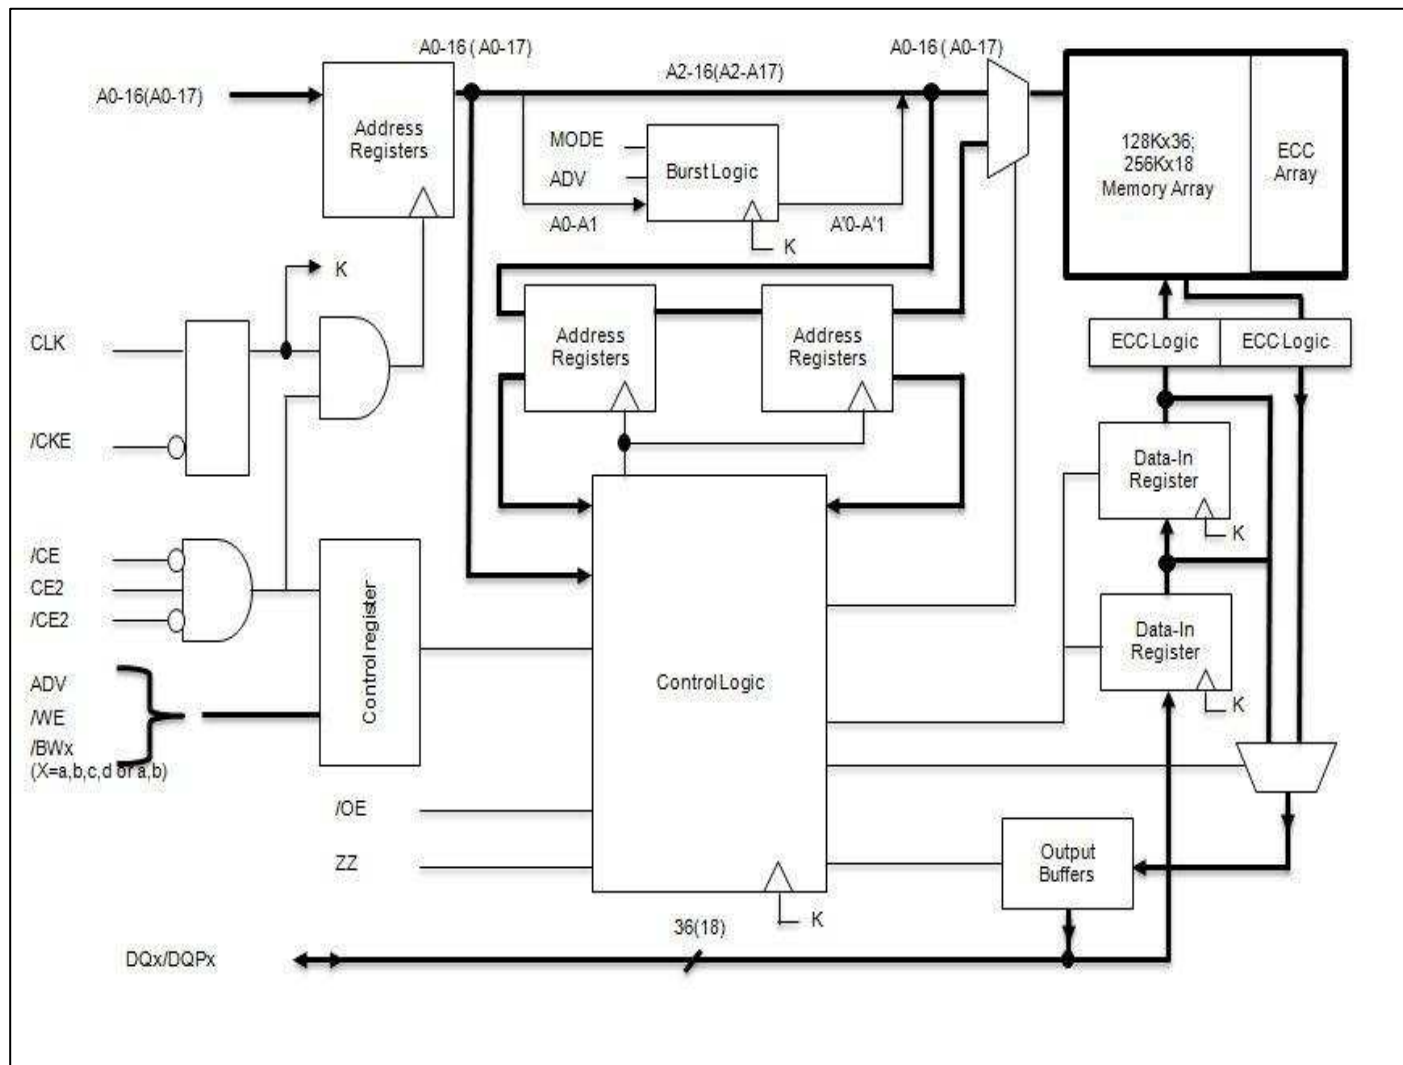 A0-16 ( A0-17)
A0-16 (A0-17)
A2-16(A2-A17)
A0-16(A0-17)
Address
Registers
MODE
ADV
Burst Logic
A0-A1
A'0-A'1
K
128Kx36;
256Kx18
Memory Array
ECC
Array
K
CLK
/CKE
Address
Registers
Address
Registers
ECC Logic
ECC Logic
Data-In
Register
K
/CE
CE2
/CE2
Control register
Data-In
Register
K
ADV
/WE
/BWx
(X=a,b,c,d or a,b)
Control Logic
/OE
ZZ
K
Output
Buffers
36(18)
DQx/DQPx